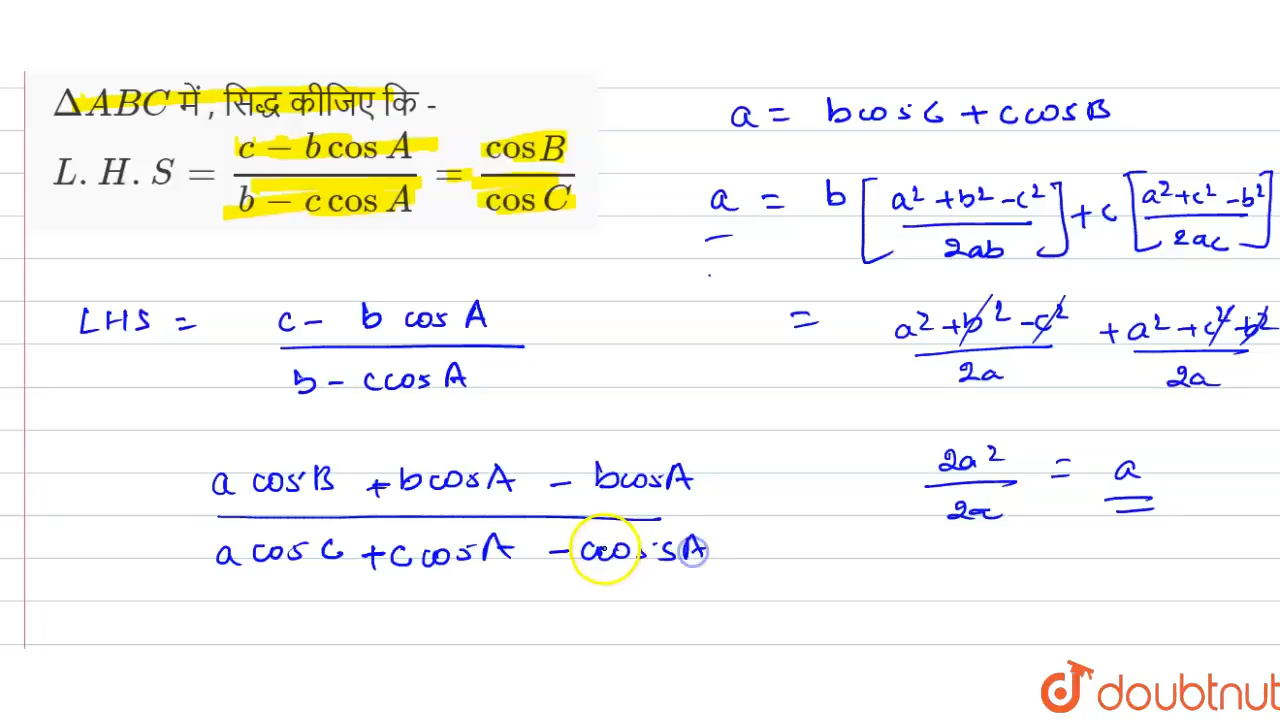 ΔABC में , सिद्ध कीजिए कि -
L. H. S = (c − b cos A)/(b − c cos A) = cos B/cos C
LHS = (c - b cos A)/(b - c cos A)
(a cos B + b cos A - b cos A)/(a cos C + c cos A - c cos A)
a = b cos C + c cos B
a = b [(a² + b² - c²)/2ab] + c [(a² + c² - b²)/2ac]
= (a² + b² - c²)/2a + (a² + c² - b²)/2a
2a²/2a = a
doubtnut